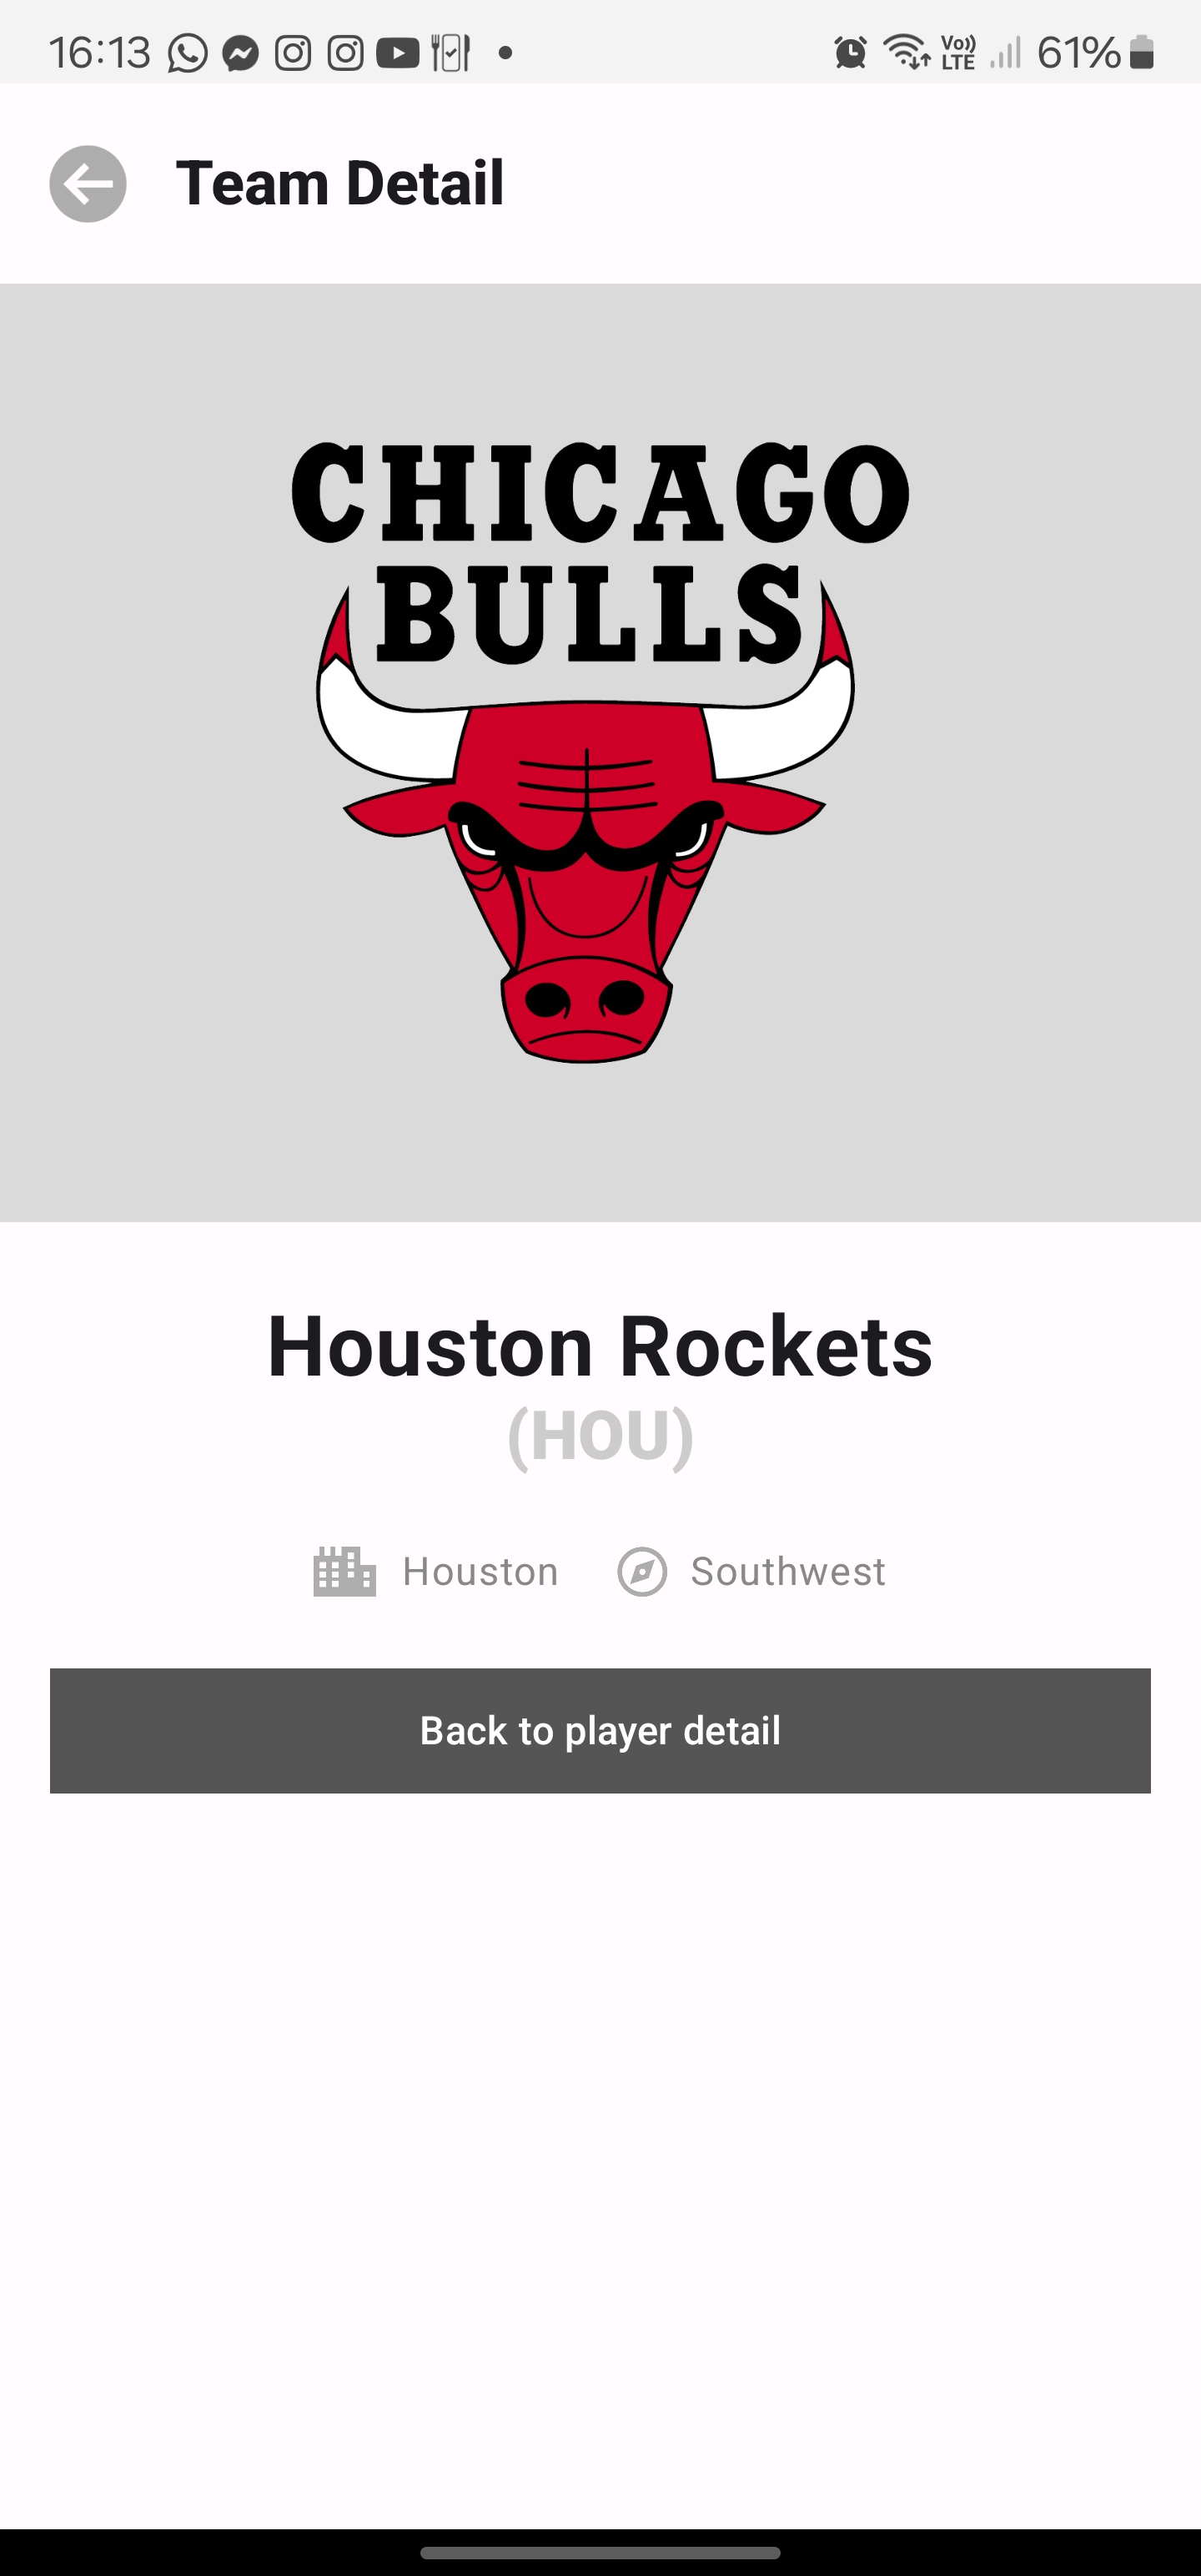 16:13 Vo)) LTE 61%
Team Detail
CHICAGO
BULLS
Houston Rockets
(HOU)
Houston Southwest
Back to player detail